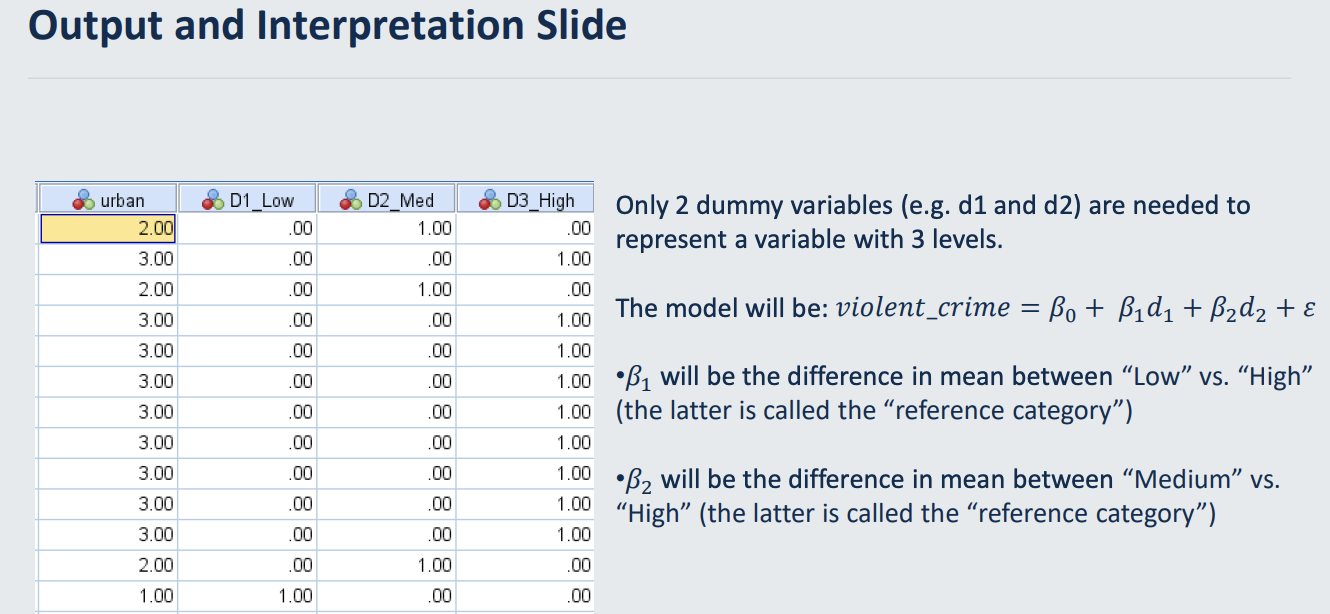 Output and Interpretation Slide
urban D1_Low D2_Med D3_High
2.00 .00 1.00 .00
3.00 .00 .00 1.00
2.00 .00 1.00 .00
3.00 .00 .00 1.00
3.00 .00 .00 1.00
3.00 .00 .00 1.00
3.00 .00 .00 1.00
3.00 .00 .00 1.00
3.00 .00 .00 1.00
3.00 .00 .00 1.00
3.00 .00 .00 1.00
2.00 .00 1.00 .00
1.00 1.00 .00 .00
Only 2 dummy variables (e.g. d1 and d2) are needed to
represent a variable with 3 levels.
The model will be: violent_crime = β₀ + β₁d₁ + β₂d₂ + ε
•β₁ will be the difference in mean between “Low” vs. “High”
(the latter is called the “reference category”)
•β₂ will be the difference in mean between “Medium” vs.
“High” (the latter is called the “reference category”)